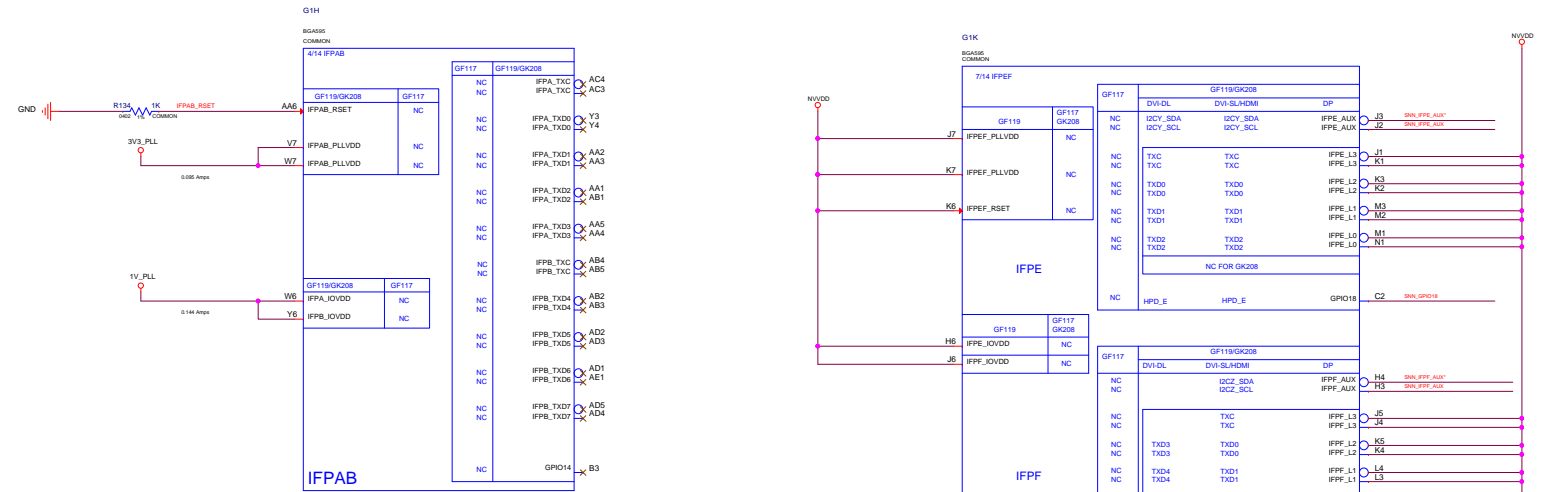 G1H
BGA595
COMMON
4/14 IFPAB
GF117 GF119/GK208
GF119/GK208 GF117
GND R134 1K IFPAB_RSET AA6 IFPAB_RSET NC
0402 1% COMMON
3V3_PLL
V7 IFPAB_PLLVDD NC
W7 IFPAB_PLLVDD NC
0.095 Amps
1V_PLL
GF119/GK208 GF117
W6 IFPA_IOVDD NC
0.144 Amps
Y6 IFPB_IOVDD NC
NC IFPA_TXC AC4
NC IFPA_TXC AC3
NC IFPA_TXD0 Y3
NC IFPA_TXD0 Y4
NC IFPA_TXD1 AA2
NC IFPA_TXD1 AA3
NC IFPA_TXD2 AA1
NC IFPA_TXD2 AB1
NC IFPA_TXD3 AA5
NC IFPA_TXD3 AA4
NC IFPB_TXC AB4
NC IFPB_TXC AB5
NC IFPB_TXD4 AB2
NC IFPB_TXD4 AB3
NC IFPB_TXD5 AD2
NC IFPB_TXD5 AD3
NC IFPB_TXD6 AD1
NC IFPB_TXD6 AE1
NC IFPB_TXD7 AD5
NC IFPB_TXD7 AD4
NC GPIO14 B3
IFPAB
G1K
BGA595
COMMON
7/14 IFPEF
NVVDD
NVVDD
GF119 GF117
GK208
J7 IFPEF_PLLVDD NC
K7 IFPEF_PLLVDD NC
K6 IFPEF_RSET NC
IFPE
GF119 GF117
GK208
H6 IFPE_IOVDD NC
J6 IFPF_IOVDD NC
GF117 GF119/GK208
DVI-DL DVI-SL/HDMI DP
NC I2CY_SDA I2CY_SDA IFPE_AUX J3 SNN_IFPE_AUX*
NC I2CY_SCL I2CY_SCL IFPE_AUX J2 SNN_IFPE_AUX
NC TXC TXC IFPE_L3 J1
NC TXC TXC IFPE_L3 K1
NC TXD0 TXD0 IFPE_L2 K3
NC TXD0 TXD0 IFPE_L2 K2
NC TXD1 TXD1 IFPE_L1 M3
NC TXD1 TXD1 IFPE_L1 M2
NC TXD2 TXD2 IFPE_L0 M1
NC TXD2 TXD2 IFPE_L0 N1
NC FOR GK208
NC HPD_E HPD_E GPIO18 C2 SNN_GPIO18
GF117 GF119/GK208
DVI-DL DVI-SL/HDMI DP
NC I2CZ_SDA IFPF_AUX H4 SNN_IFPF_AUX*
NC I2CZ_SCL IFPF_AUX H3 SNN_IFPF_AUX
NC TXC IFPF_L3 J5
NC TXC IFPF_L3 J4
NC TXD3 TXD0 IFPF_L2 K5
NC TXD3 TXD0 IFPF_L2 K4
NC TXD4 TXD1 IFPF_L1 L4
NC TXD4 TXD1 IFPF_L1 L3
IFPF